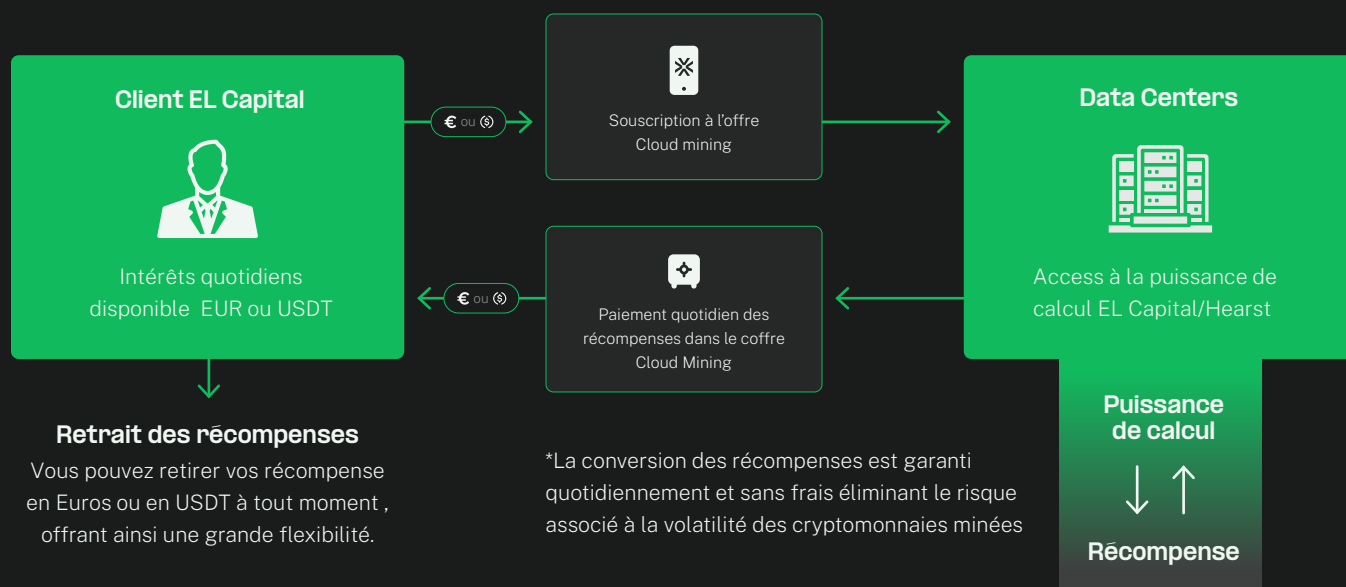 Client EL Capital
Intérêts quotidiens
disponible EUR ou USDT
€ ou ($)
Souscription à l'offre
Cloud mining
Data Centers
Access à la puissance de
calcul EL Capital/Hearst
€ ou ($)
Paiement quotidien des
récompenses dans le coffre
Cloud Mining
Retrait des récompenses
Vous pouvez retirer vos récompense
en Euros ou en USDT à tout moment ,
offrant ainsi une grande flexibilité.
*La conversion des récompenses est garanti
quotidiennement et sans frais éliminant le risque
associé à la volatilité des cryptomonnaies minées
Puissance
de calcul
Récompense